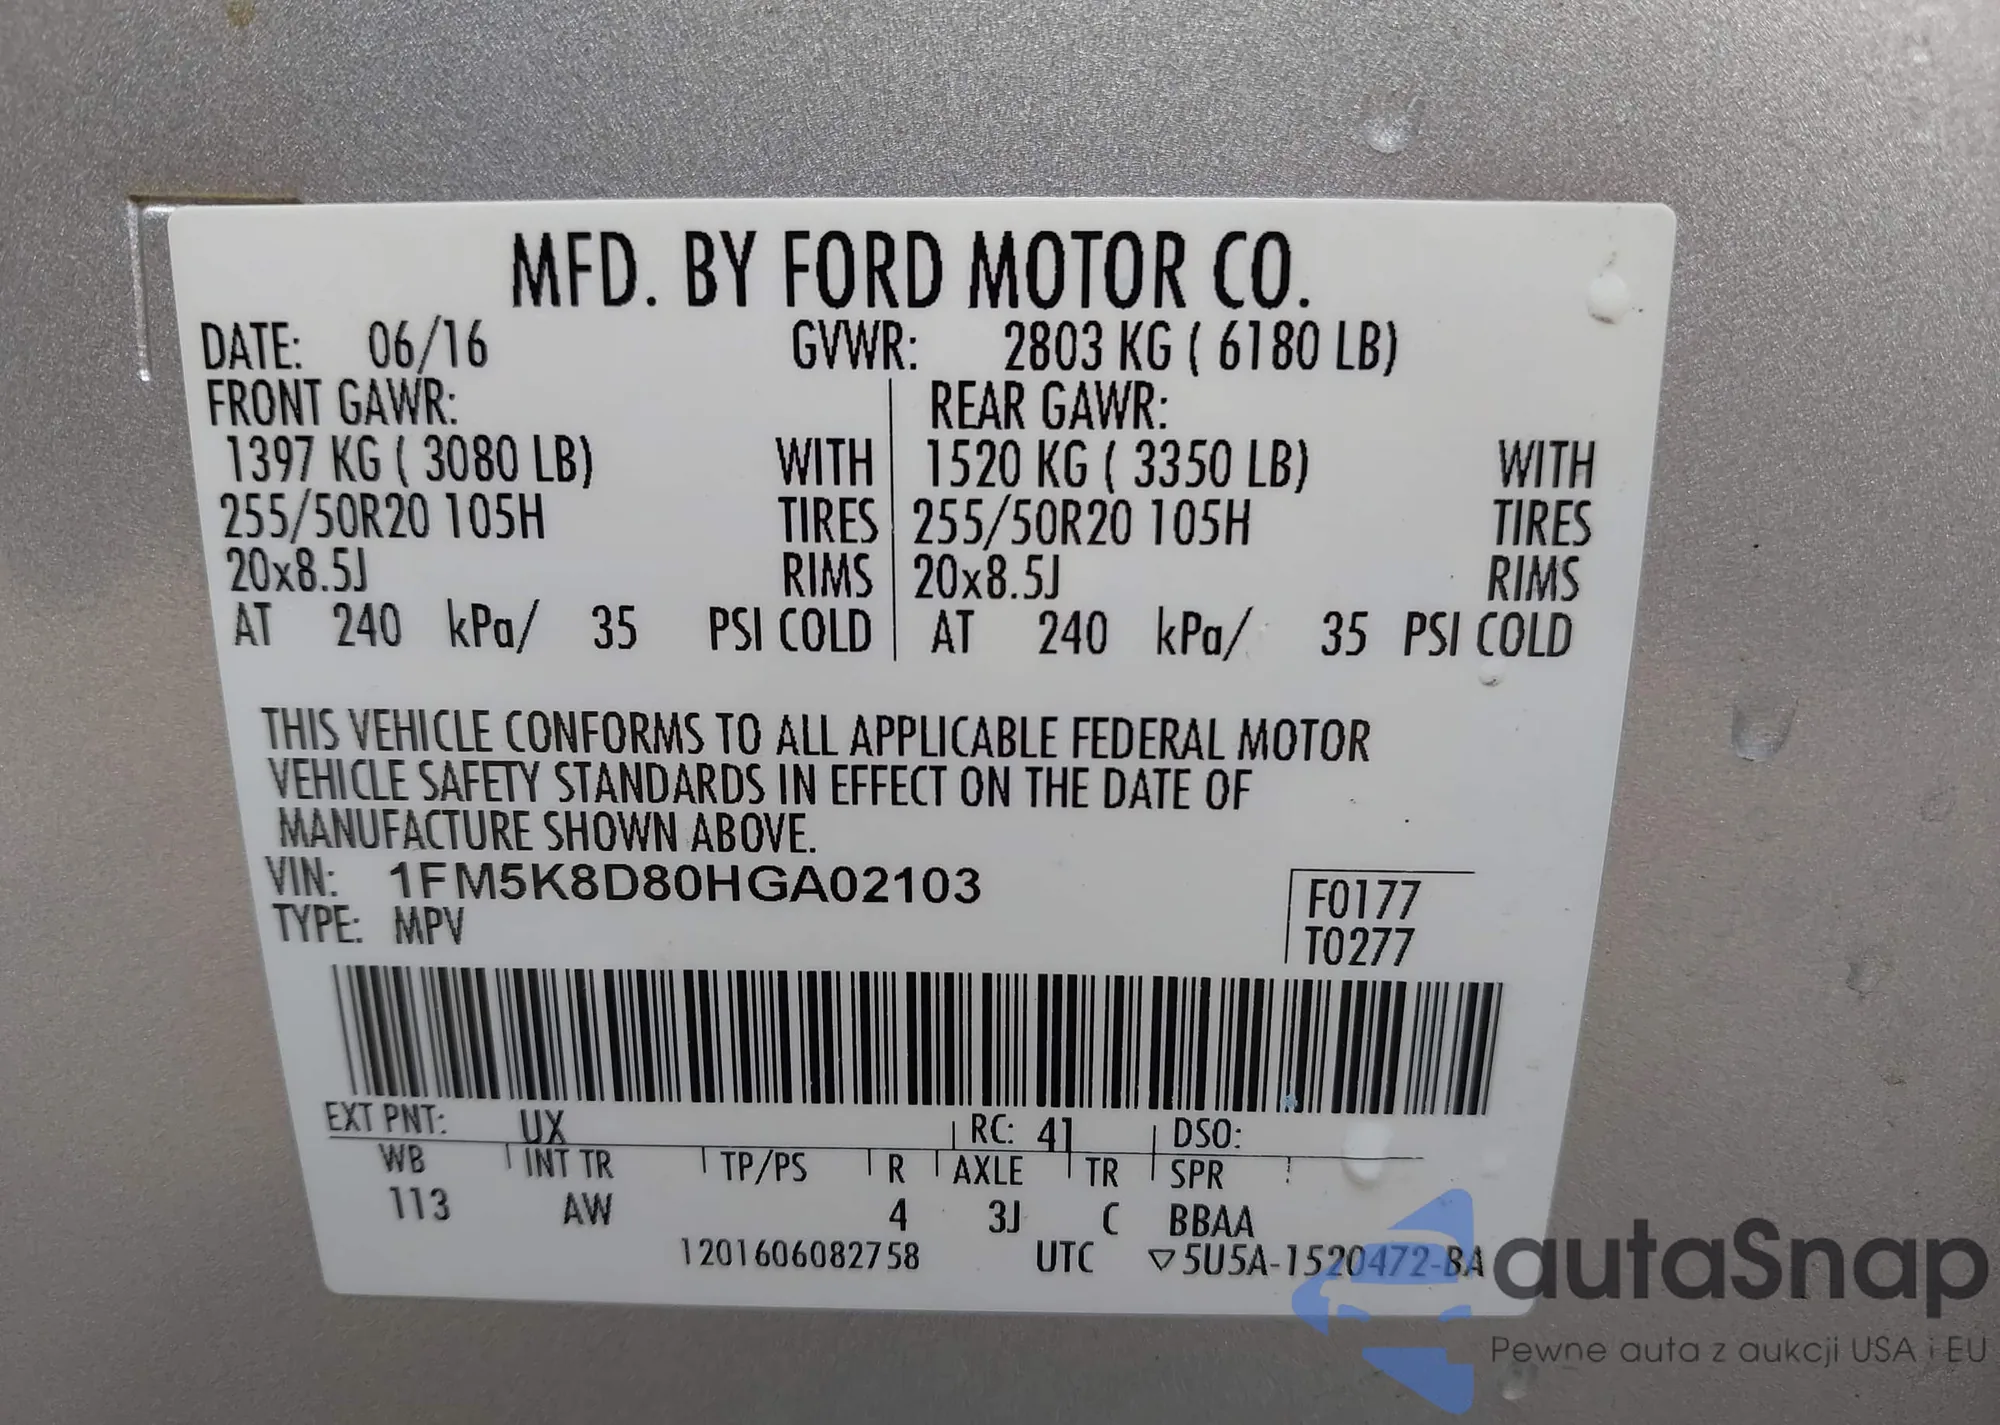 MFD. BY FORD MOTOR CO.
DATE: 06/16 GVWR: 2803 KG ( 6180 LB)
FRONT GAWR: REAR GAWR:
1397 KG ( 3080 LB) WITH 1520 KG ( 3350 LB) WITH
255/50R20 105H TIRES 255/50R20 105H TIRES
20x8.5J RIMS 20x8.5J RIMS
AT 240 kPa/ 35 PSI COLD AT 240 kPa/ 35 PSI COLD
THIS VEHICLE CONFORMS TO ALL APPLICABLE FEDERAL MOTOR
VEHICLE SAFETY STANDARDS IN EFFECT ON THE DATE OF
MANUFACTURE SHOWN ABOVE.
VIN: 1FM5K8D80HGA02103
TYPE: MPV
F0177
T0277
EXT PNT: UX RC: 41 DSO:
WB INT TR TP/PS R AXLE TR SPR
113 AW 4 3J C BBAA
1201606082758 UTC ▽5U5A-1520472-BA
autaSnap
Pewne auta z aukcji USA i EU